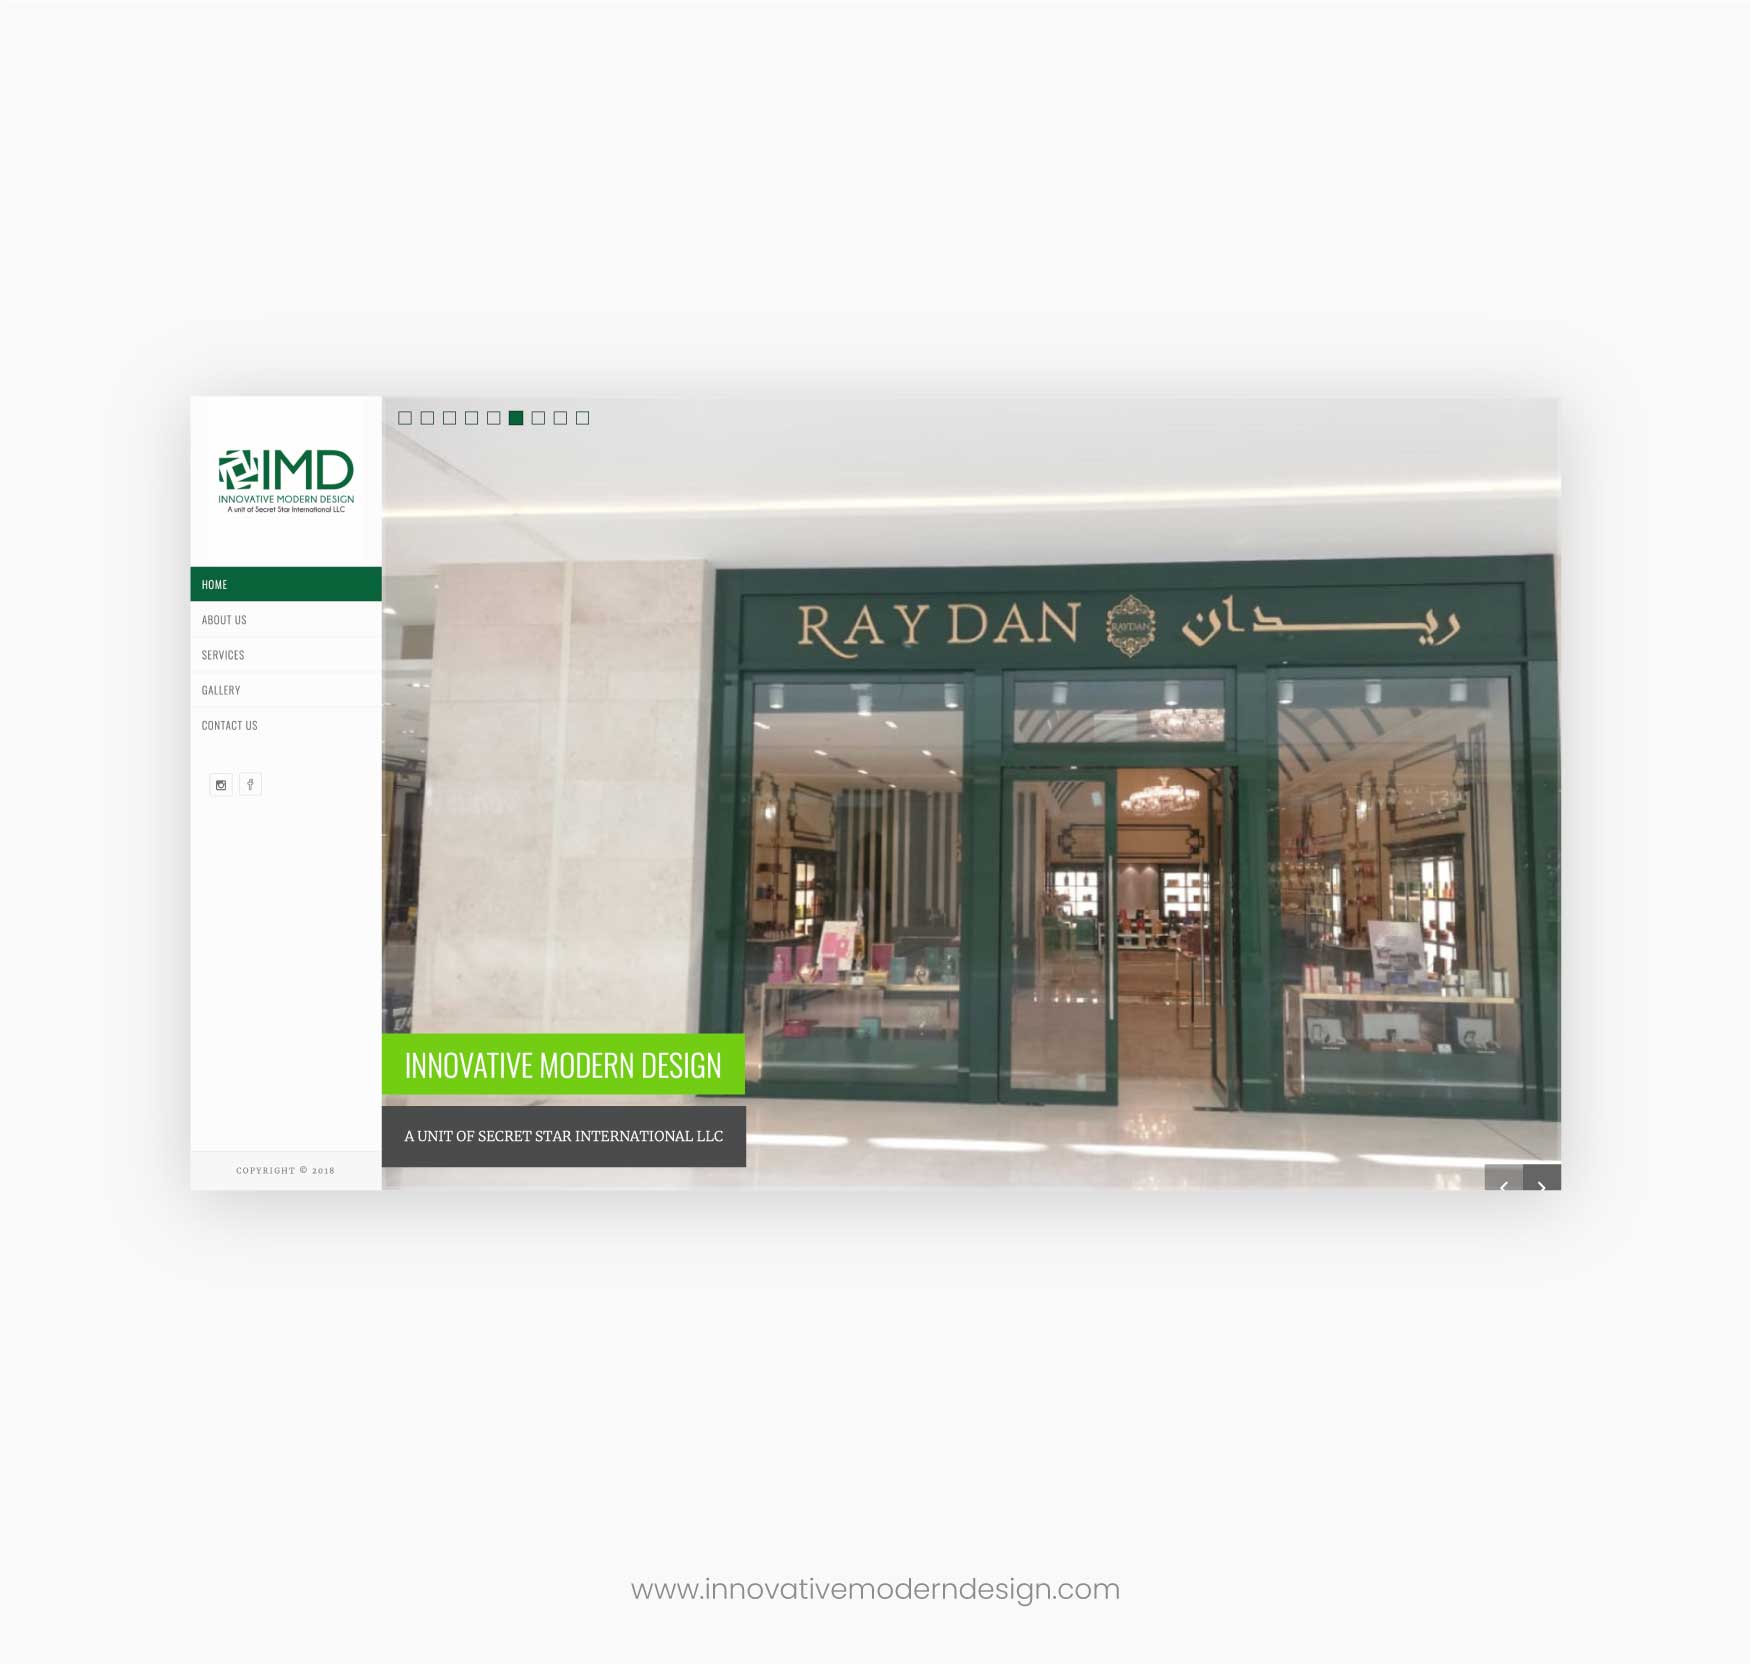 IMD
INNOVATIVE MODERN DESIGN
A unit of Secret Star International LLC
HOME
ABOUT US
SERVICES
GALLERY
CONTACT US
COPYRIGHT © 2018
RAYDAN RAYDAN ريـــدان
INNOVATIVE MODERN DESIGN
A UNIT OF SECRET STAR INTERNATIONAL LLC
www.innovativemoderndesign.com